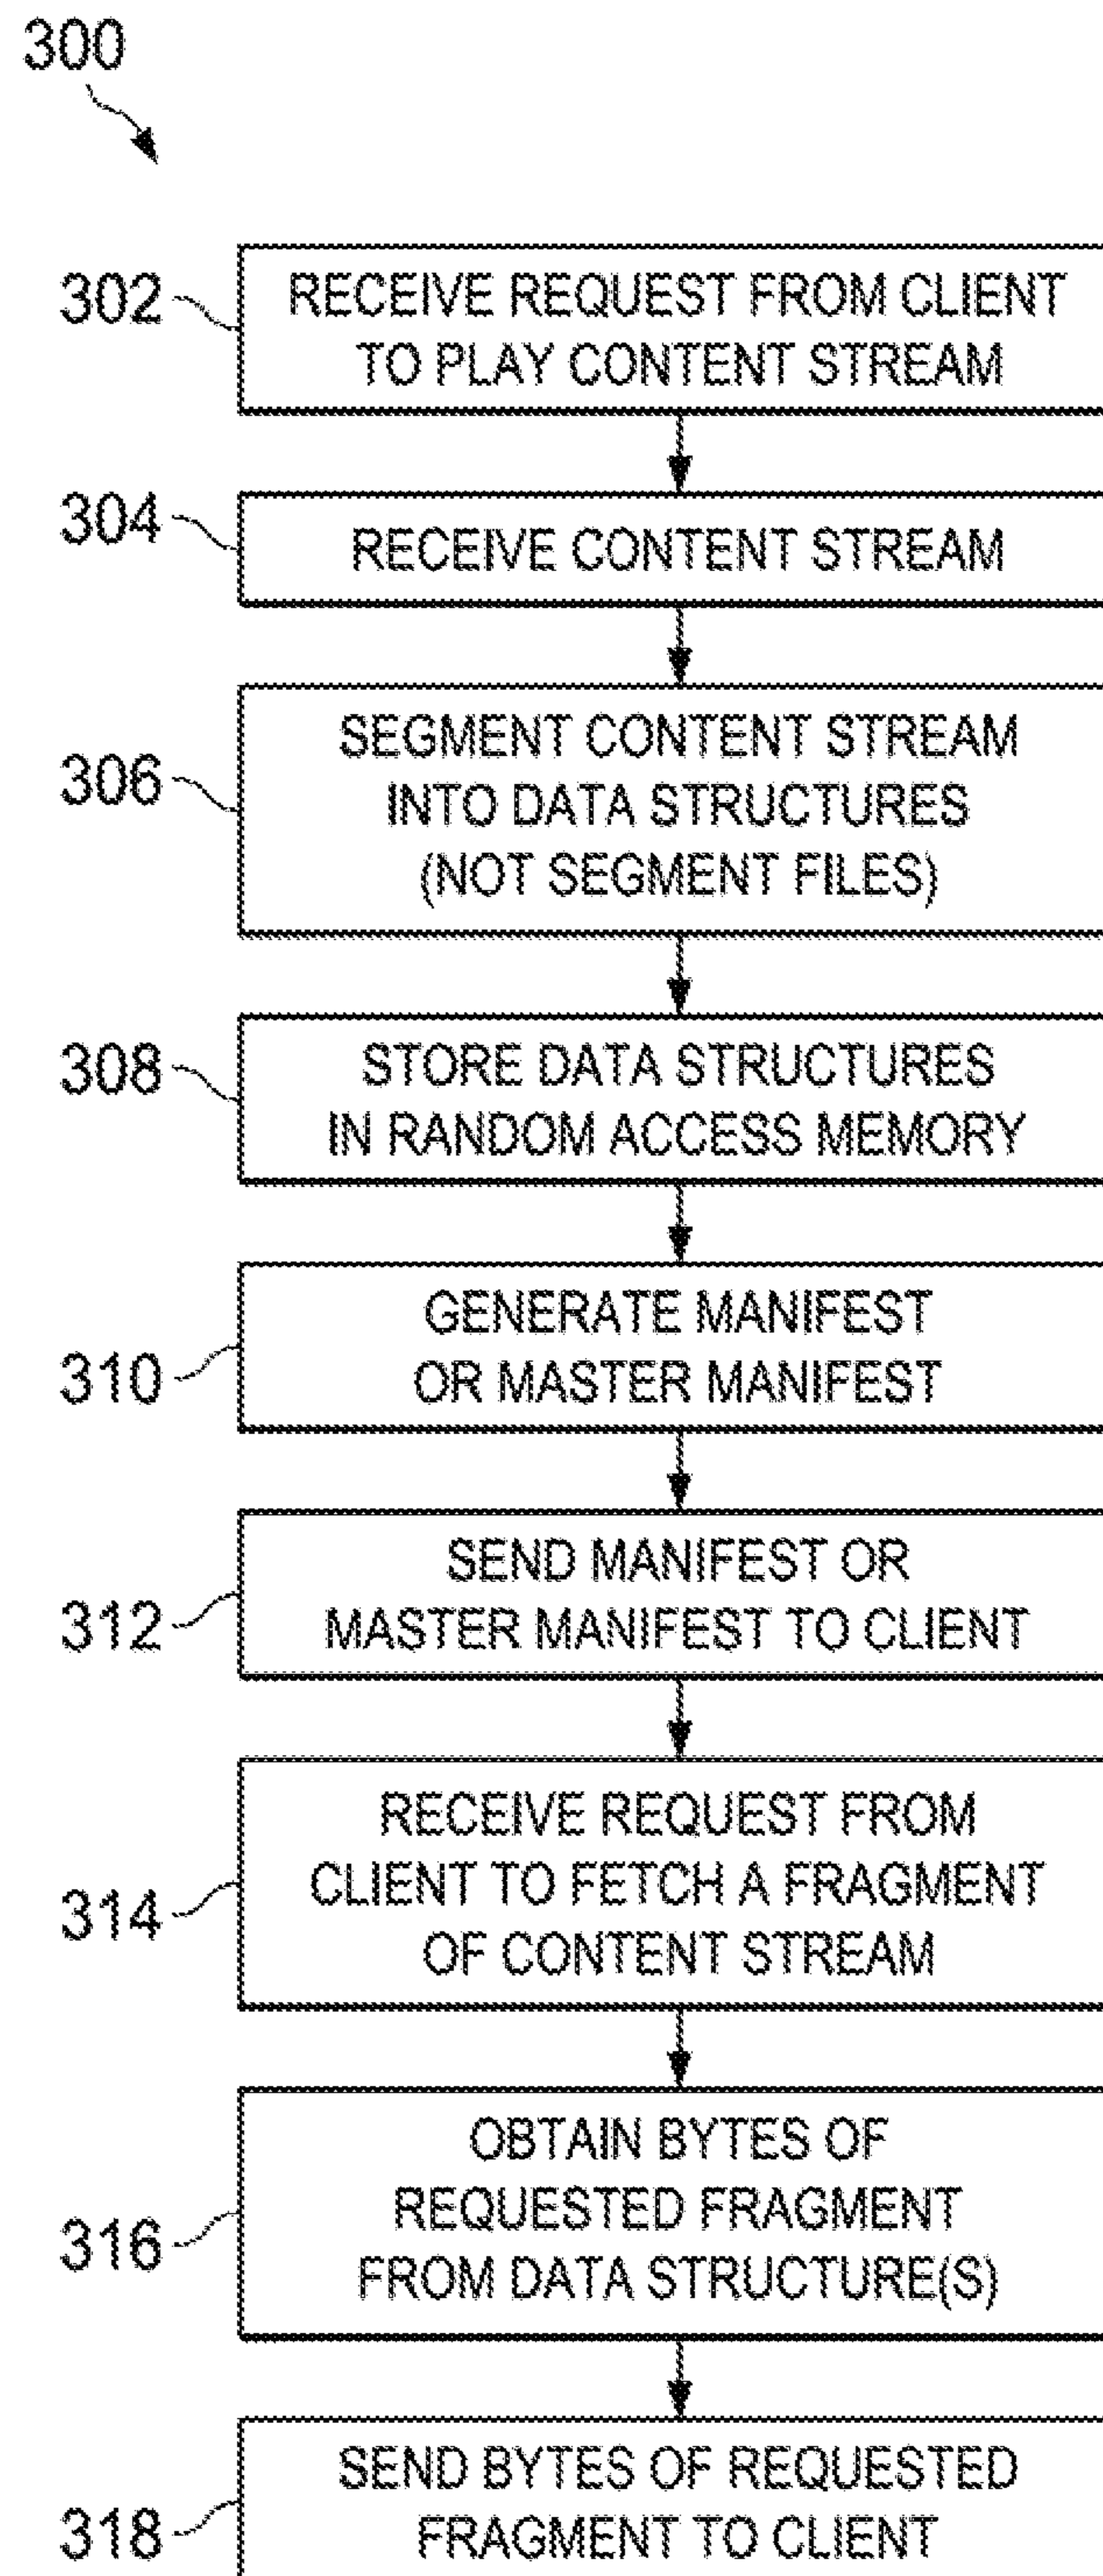 300
302
RECEIVE REQUEST FROM CLIENT
TO PLAY CONTENT STREAM
304
RECEIVE CONTENT STREAM
306
SEGMENT CONTENT STREAM
INTO DATA STRUCTURES
(NOT SEGMENT FILES)
308
STORE DATA STRUCTURES
IN RANDOM ACCESS MEMORY
310
GENERATE MANIFEST
OR MASTER MANIFEST
312
SEND MANIFEST OR
MASTER MANIFEST TO CLIENT
314
RECEIVE REQUEST FROM
CLIENT TO FETCH A FRAGMENT
OF CONTENT STREAM
316
OBTAIN BYTES OF
REQUESTED FRAGMENT
FROM DATA STRUCTURE(S)
318
SEND BYTES OF REQUESTED
FRAGMENT TO CLIENT